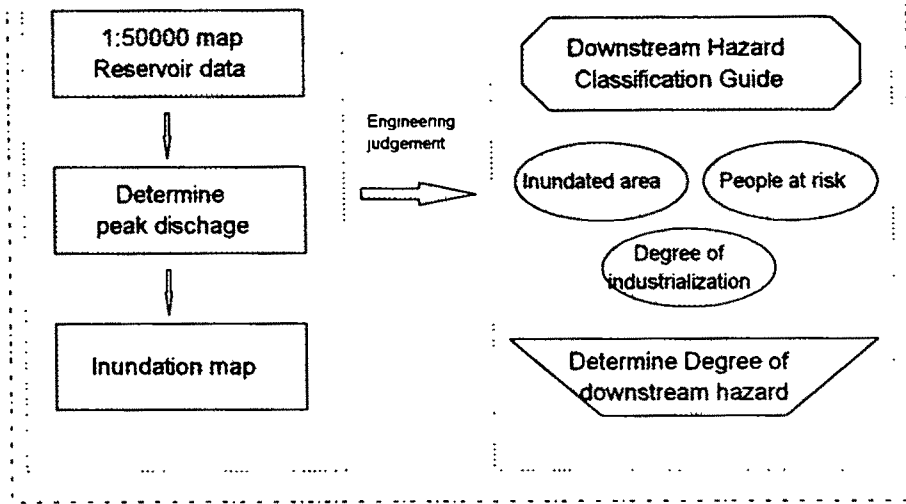 1:50000 map
Reservoir data
Determine
peak dischage
Inundation map
Engineering
judgement
Downstream Hazard
Classification Guide
Inundated area
People at risk
Degree of
industrialization
Determine Degree of
downstream hazard